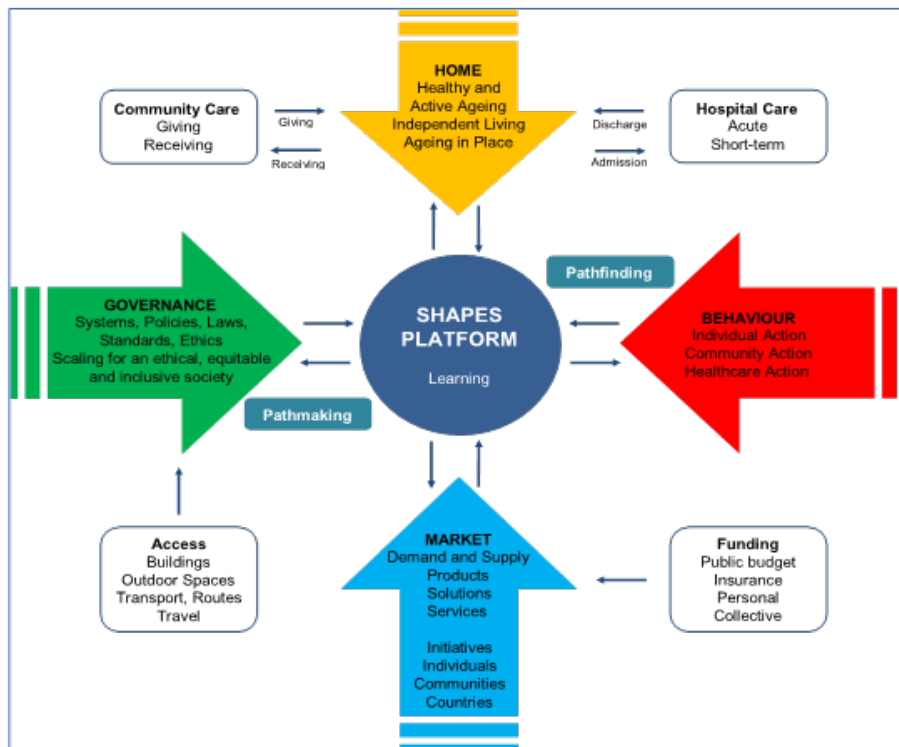 HOME
Healthy and
Active Ageing
Independent Living
Ageing in Place
Community Care
Giving
Receiving
Giving
Receiving
Discharge
Admission
Hospital Care
Acute
Short-term
Pathfinding
GOVERNANCE
Systems, Policies, Laws,
Standards, Ethics
Scaling for an ethical, equitable
and inclusive society
SHAPES
PLATFORM
Learning
BEHAVIOUR
Individual Action
Community Action
Healthcare Action
Pathmaking
Access
Buildings
Outdoor Spaces
Transport, Routes
Travel
MARKET
Demand and Supply
Products
Solutions
Services
Initiatives
Individuals
Communities
Countries
Funding
Public budget
Insurance
Personal
Collective